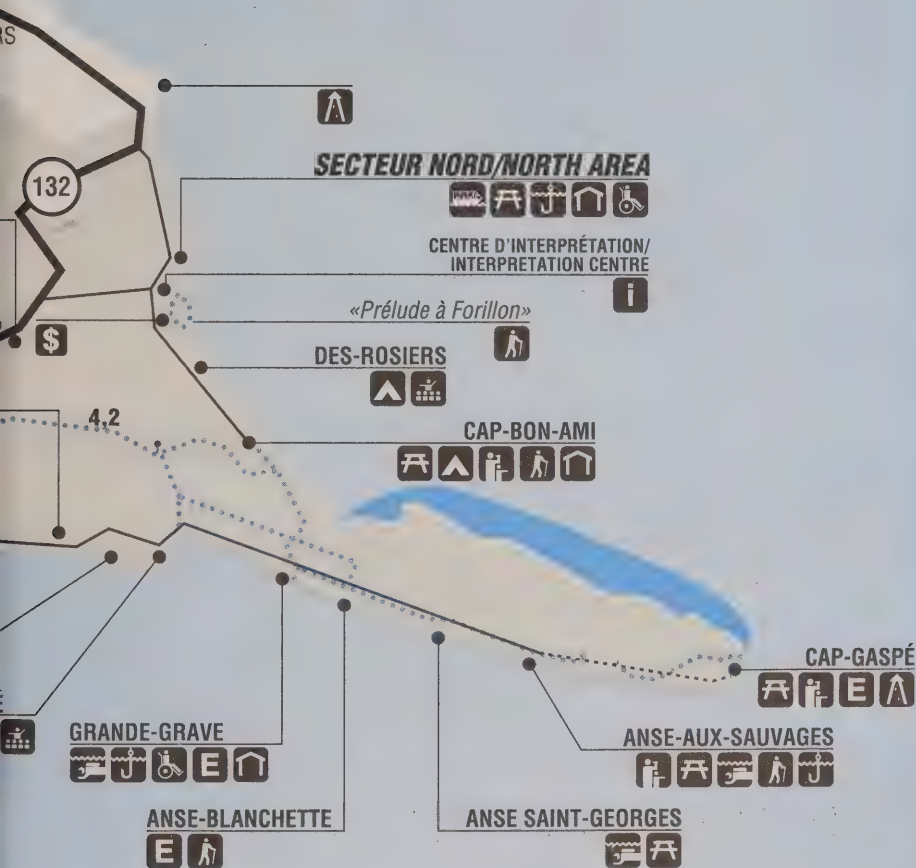 RS
132
SECTEUR NORD/NORTH AREA
CENTRE D'INTERPRÉTATION/
INTERPRETATION CENTRE
i
«Prélude à Forillon»
$
DES-ROSIERS
4,2
CAP-BON-AMI
CAP-GASPÉ
E
GRANDE-GRAVE
E
ANSE-AUX-SAUVAGES
ANSE-BLANCHETTE
E
ANSE SAINT-GEORGES